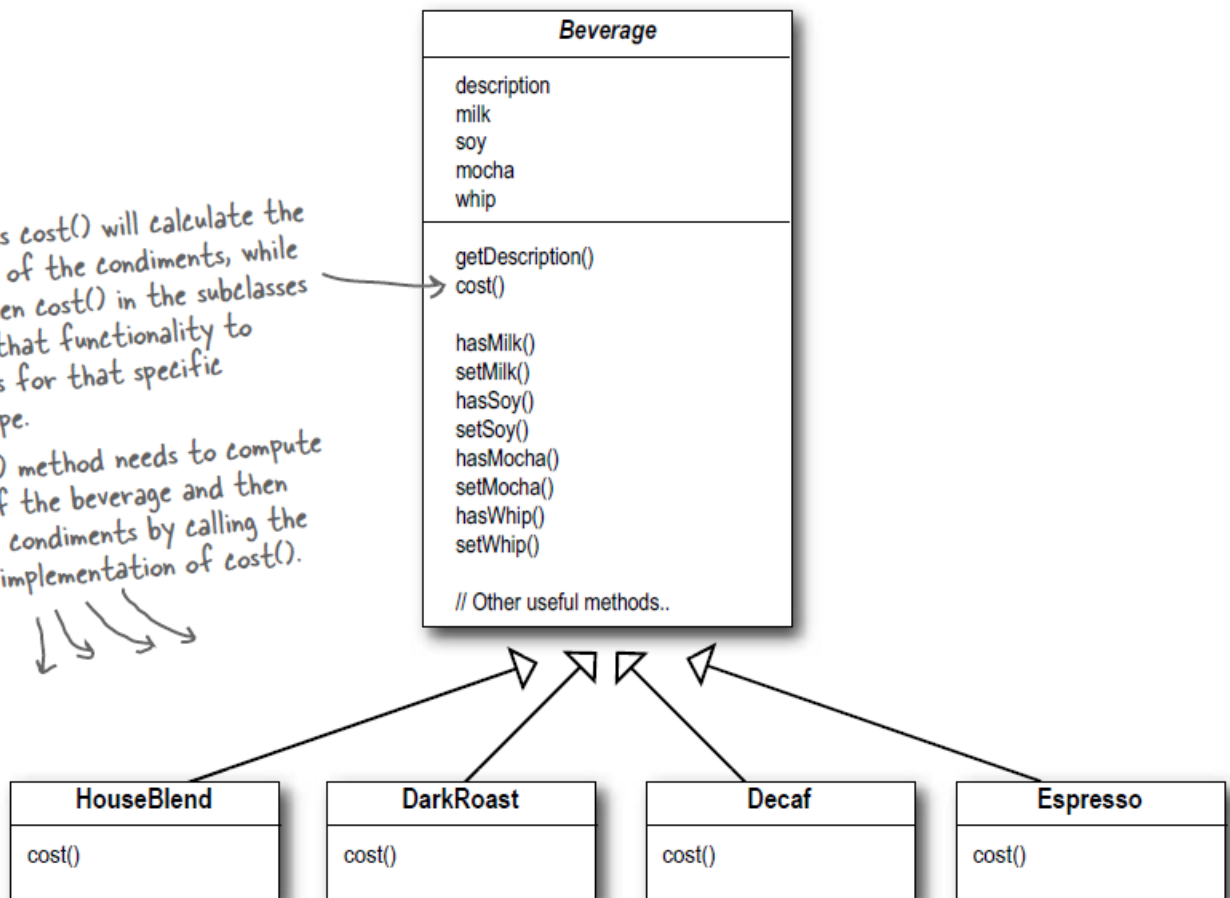 Beverage
description
milk
soy
mocha
whip
getDescription()
cost()
hasMilk()
setMilk()
hasSoy()
setSoy()
hasMocha()
setMocha()
hasWhip()
setWhip()
// Other useful methods..
s cost() will calculate the
of the condiments, while
en cost() in the subclasses
that functionality to
s for that specific
pe.
) method needs to compute
f the beverage and then
condiments by calling the
implementation of cost().
HouseBlend
cost()
DarkRoast
cost()
Decaf
cost()
Espresso
cost()